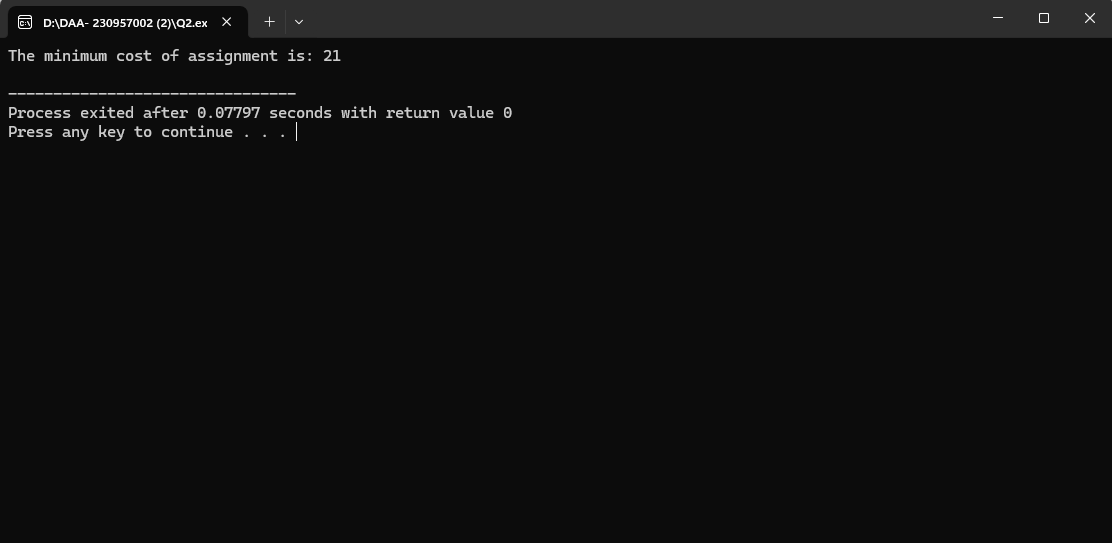 D:\DAA- 230957002 (2)\Q2.ex
The minimum cost of assignment is: 21
--------------------------------
Process exited after 0.07797 seconds with return value 0
Press any key to continue . . .